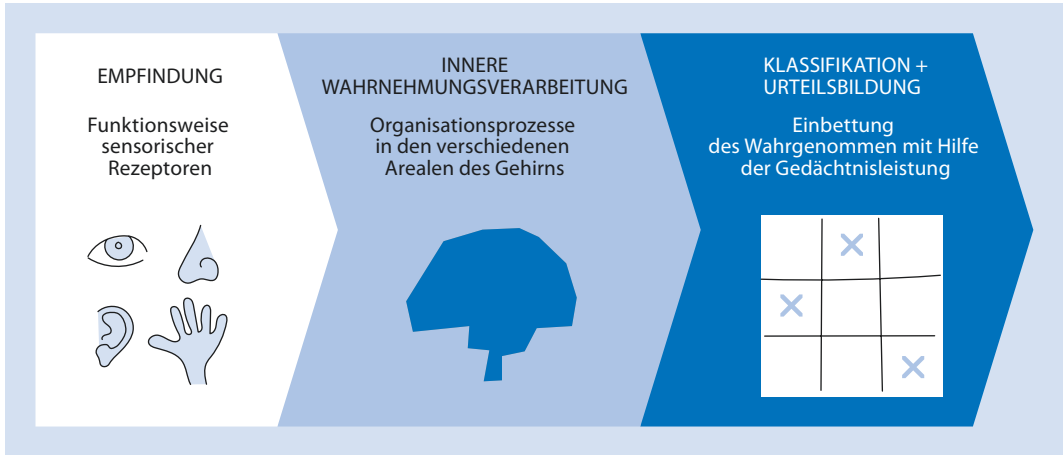 EMPFINDUNG
Funktionsweise
sensorischer
Rezeptoren
INNERE
WAHRNEHMUNGSVERARBEITUNG
Organisationsprozesse
in den verschiedenen
Arealen des Gehirns
KLASSIFIKATION +
URTEILSBILDUNG
Einbettung
des Wahrgenommen mit Hilfe
der Gedächtnisleistung